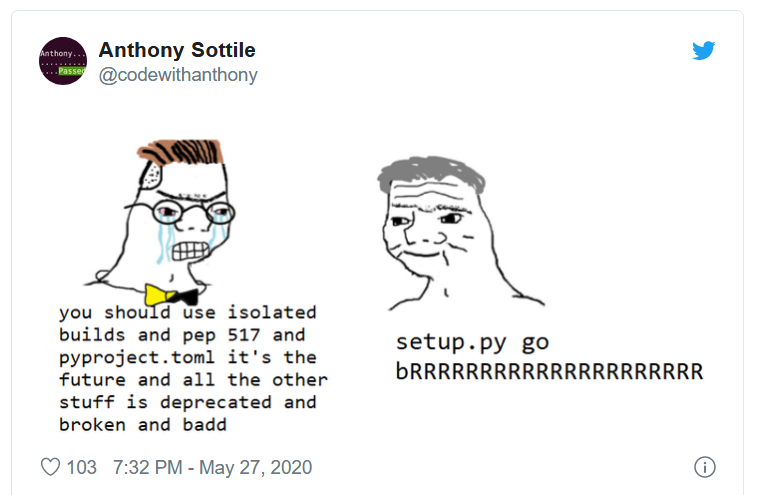 Anthony...
..........
....Passed
Anthony Sottile
@codewithanthony
you should use isolated
builds and pep 517 and
pyproject.toml it's the
future and all the other
stuff is deprecated and
broken and badd
setup.py go
bRRRRRRRRRRRRRRRRRRRRR
103 7:32 PM - May 27, 2020